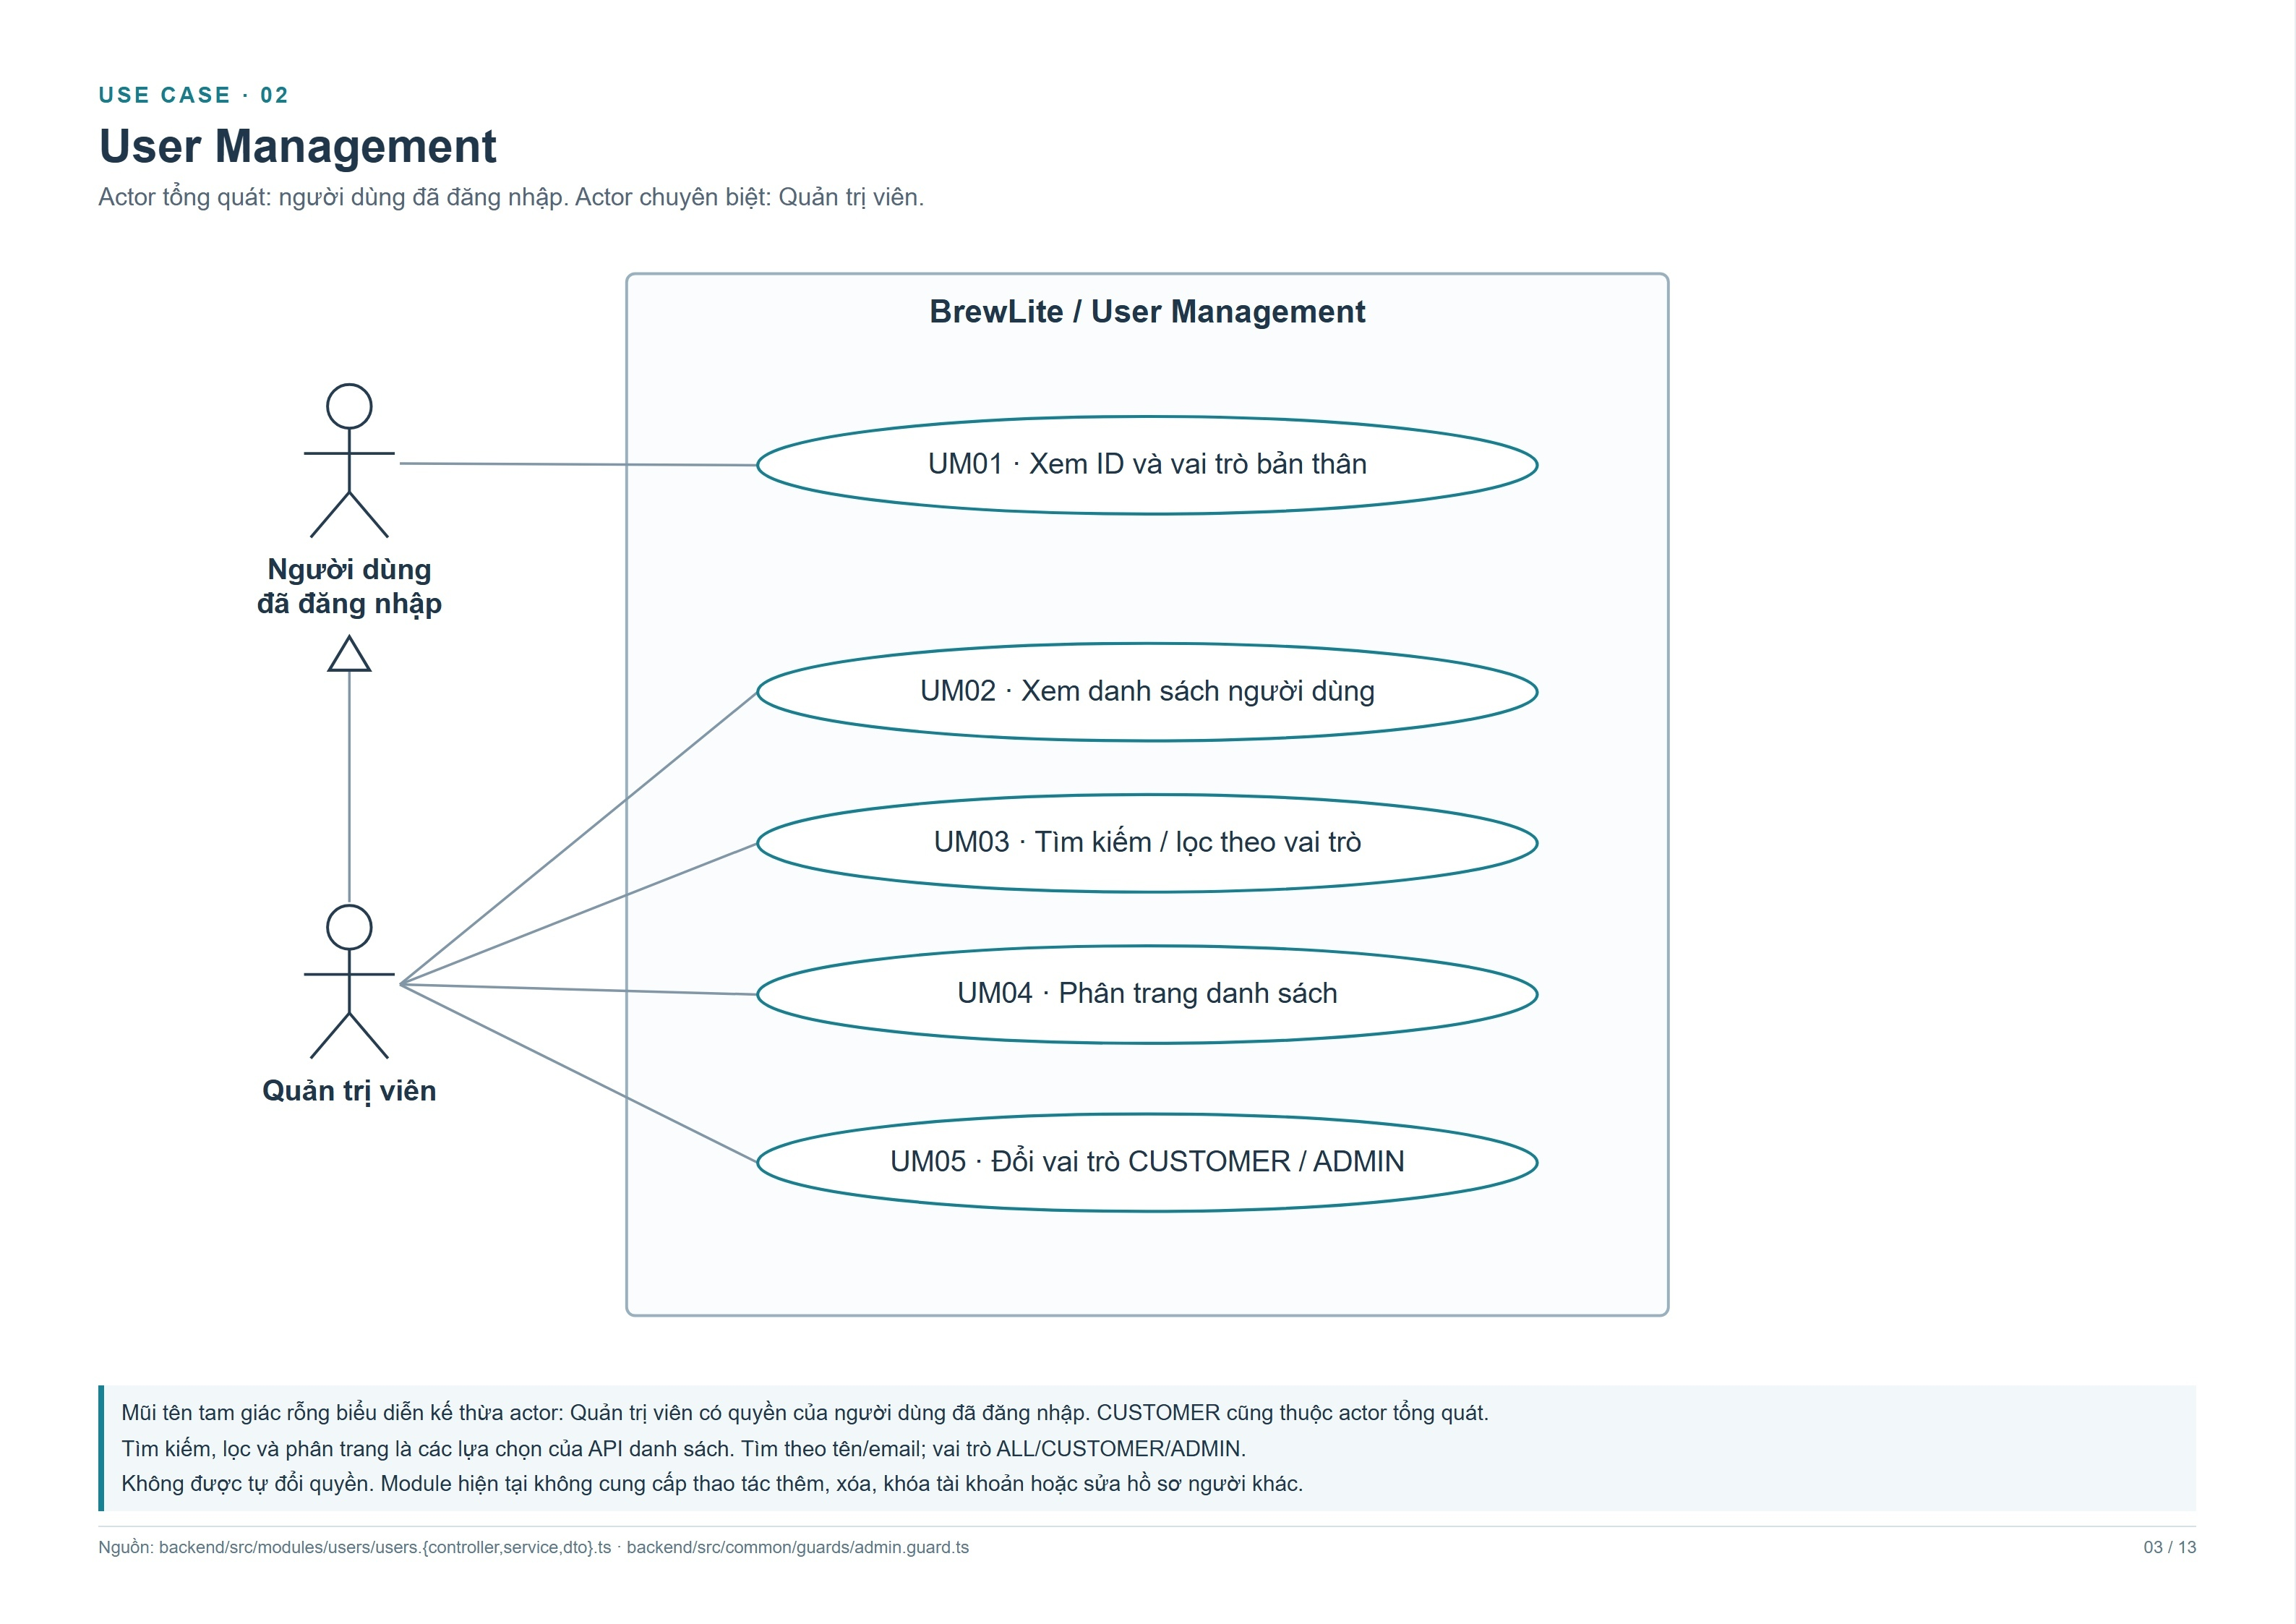 USE CASE · 02
User Management
Actor tổng quát: người dùng đã đăng nhập. Actor chuyên biệt: Quản trị viên.
BrewLite / User Management
UM01 · Xem ID và vai trò bản thân
Người dùng
đã đăng nhập
UM02 · Xem danh sách người dùng
UM03 · Tìm kiếm / lọc theo vai trò
UM04 · Phân trang danh sách
Quản trị viên
UM05 · Đổi vai trò CUSTOMER / ADMIN
Mũi tên tam giác rỗng biểu diễn kế thừa actor: Quản trị viên có quyền của người dùng đã đăng nhập. CUSTOMER cũng thuộc actor tổng quát.
Tìm kiếm, lọc và phân trang là các lựa chọn của API danh sách. Tìm theo tên/email; vai trò ALL/CUSTOMER/ADMIN.
Không được tự đổi quyền. Module hiện tại không cung cấp thao tác thêm, xóa, khóa tài khoản hoặc sửa hồ sơ người khác.
Nguồn: backend/src/modules/users/users.{controller,service,dto}.ts · backend/src/common/guards/admin.guard.ts
03 / 13